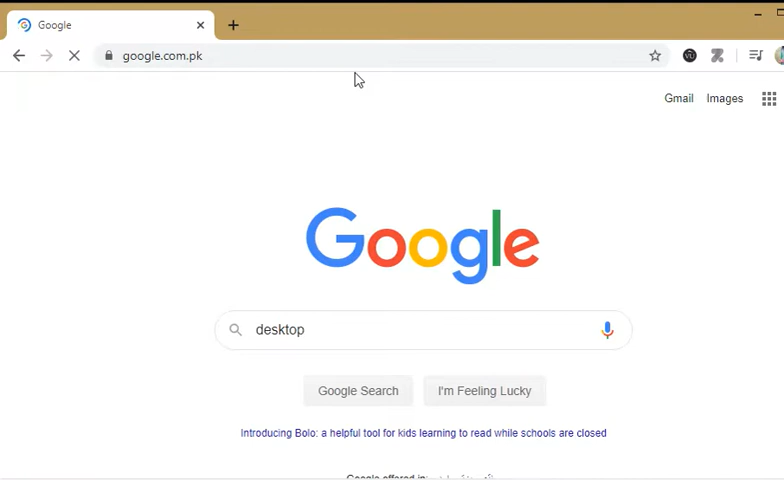 Google
google.com.pk
VU
Gmail Images
Google
desktop
Google Search I'm Feeling Lucky
Introducing Bolo: a helpful tool for kids learning to read while schools are closed
Google offered in: